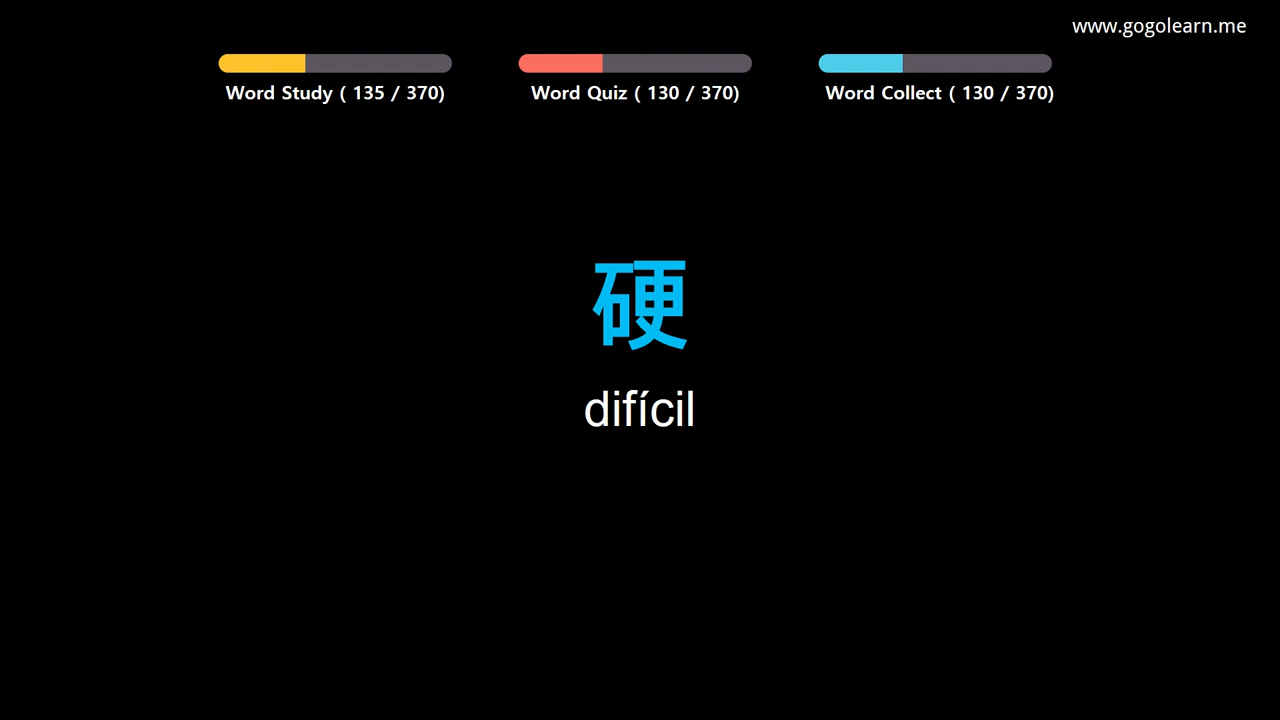 www.gogolearn.me
Word Study ( 135 / 370)
Word Quiz ( 130 / 370)
Word Collect ( 130 / 370)
硬
difícil